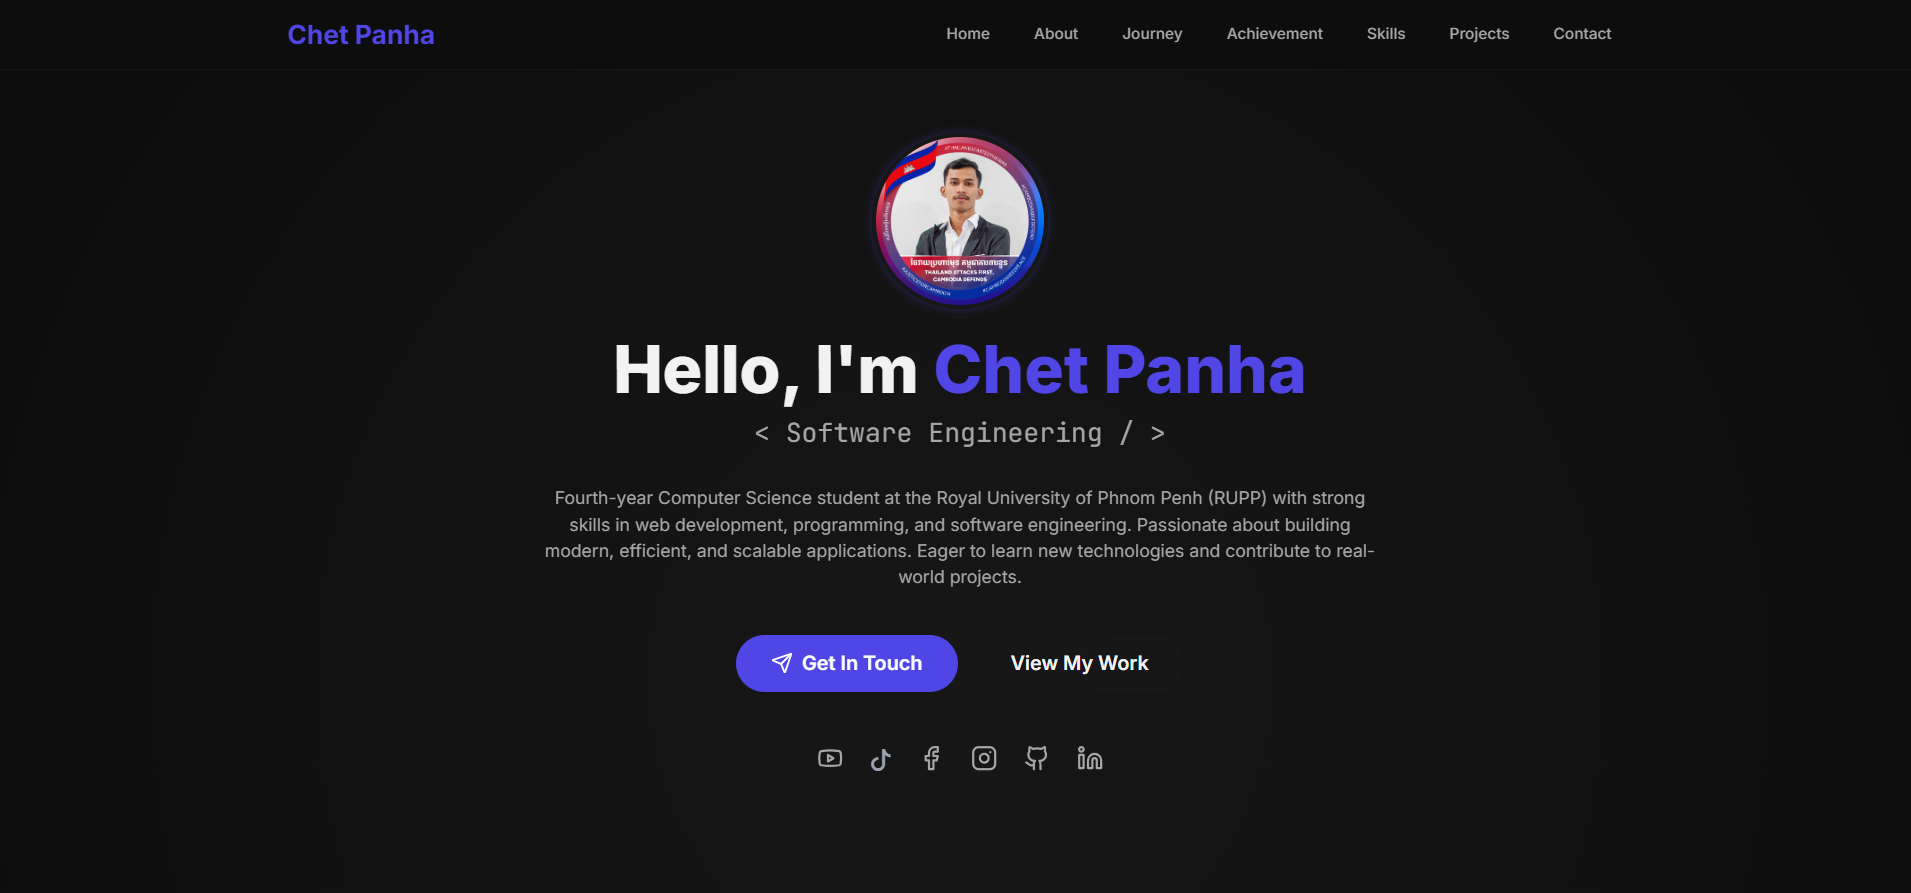 Chet Panha
Home About Journey Achievement Skills Projects Contact
THAILAND ATTACKS FIRST,
CAMBODIA DEFENDS
Hello, I'm Chet Panha
< Software Engineering / >
Fourth-year Computer Science student at the Royal University of Phnom Penh (RUPP) with strong
skills in web development, programming, and software engineering. Passionate about building
modern, efficient, and scalable applications. Eager to learn new technologies and contribute to real-
world projects.
Get In Touch
View My Work